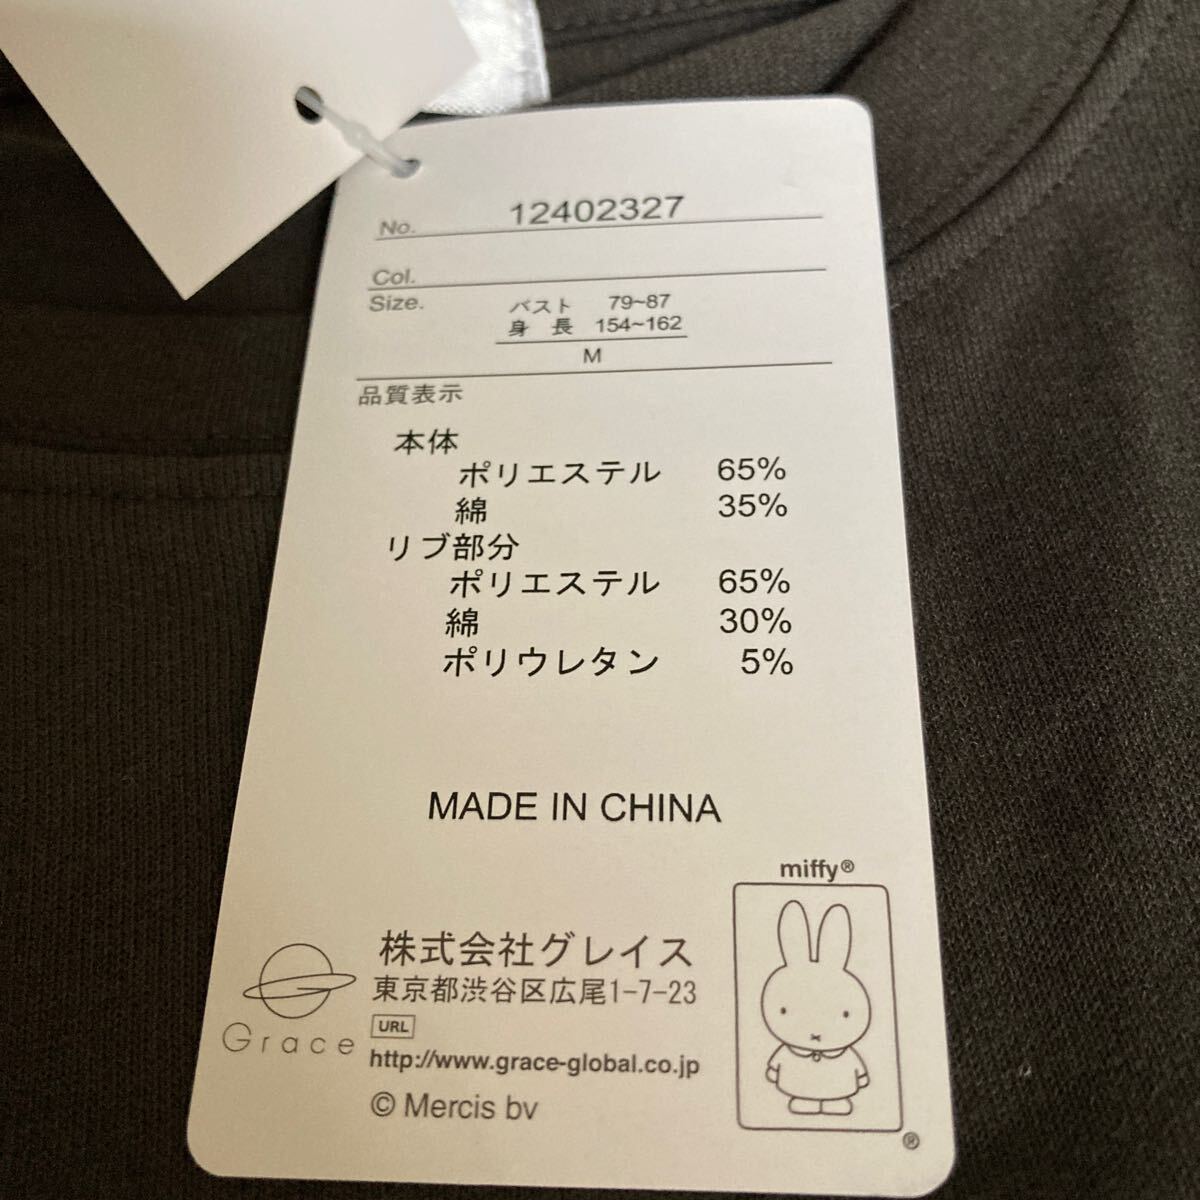 No. 12402327
Col.
Size. バスト 79~87
身 長 154~162
M
品質表示
本体
ポリエステル 65%
綿 35%
リブ部分
ポリエステル 65%
綿 30%
ポリウレタン 5%
MADE IN CHINA
miffy®
株式会社グレイス
東京都渋谷区広尾1-7-23
Grace
URL
http://www.grace-global.co.jp
© Mercis bv
®